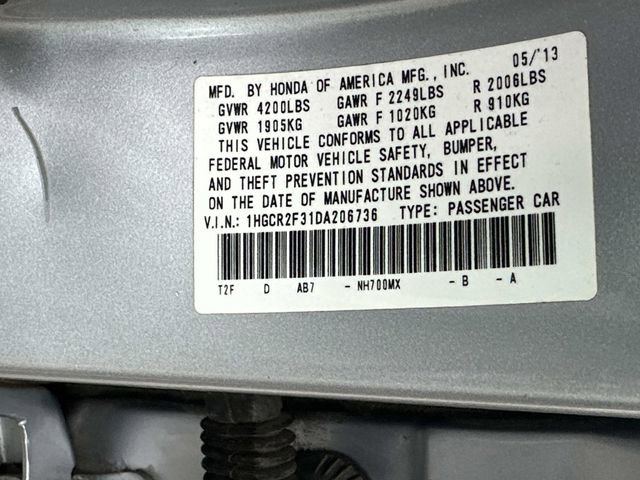 MFD. BY HONDA OF AMERICA MFG., INC. 05/'13
GVWR 4200LBS GAWR F 2249LBS R 2006LBS
GVWR 1905KG GAWR F 1020KG R 910KG
THIS VEHICLE CONFORMS TO ALL APPLICABLE
FEDERAL MOTOR VEHICLE SAFETY, BUMPER,
AND THEFT PREVENTION STANDARDS IN EFFECT
ON THE DATE OF MANUFACTURE SHOWN ABOVE.
V.I.N.: 1HGCR2F31DA206736 TYPE: PASSENGER CAR
T2F D AB7 - NH700MX - B - A